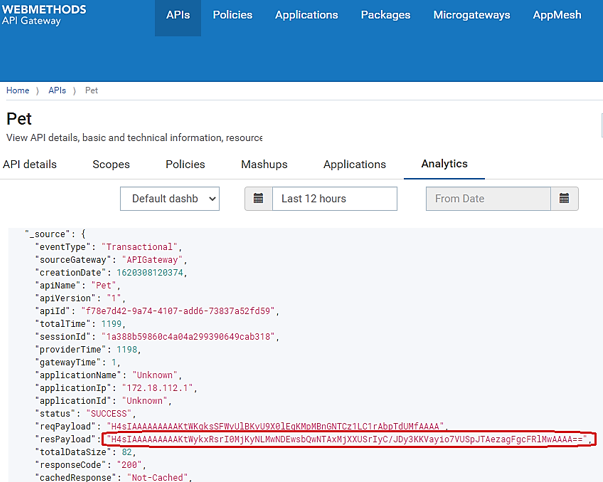 WEBMETHODS
API Gateway
APIs Policies Applications Packages Microgateways AppMesh
Home ⟩ APIs ⟩ Pet
Pet
View API details, basic and technical information, resource
API details Scopes Policies Mashups Applications Analytics
Default dashb Last 12 hours From Date
"_source": {
"eventType": "Transactional",
"sourceGateway": "APIGateway",
"creationDate": 1620308120374,
"apiName": "Pet",
"apiVersion": "1",
"apiId": "f78e7d42-9a74-4107-add6-73837a52fd59",
"totalTime": 1199,
"sessionId": "1a388b59860c4a04a299390649cab318",
"providerTime": 1198,
"gatewayTime": 1,
"applicationName": "Unknown",
"applicationIp": "172.18.112.1",
"applicationId": "Unknown",
"status": "SUCCESS",
"reqPayload":
"resPayload":
"totalDataSize": 82,
"responseCode": "200",
"cachedResponse": "Not-Cached",